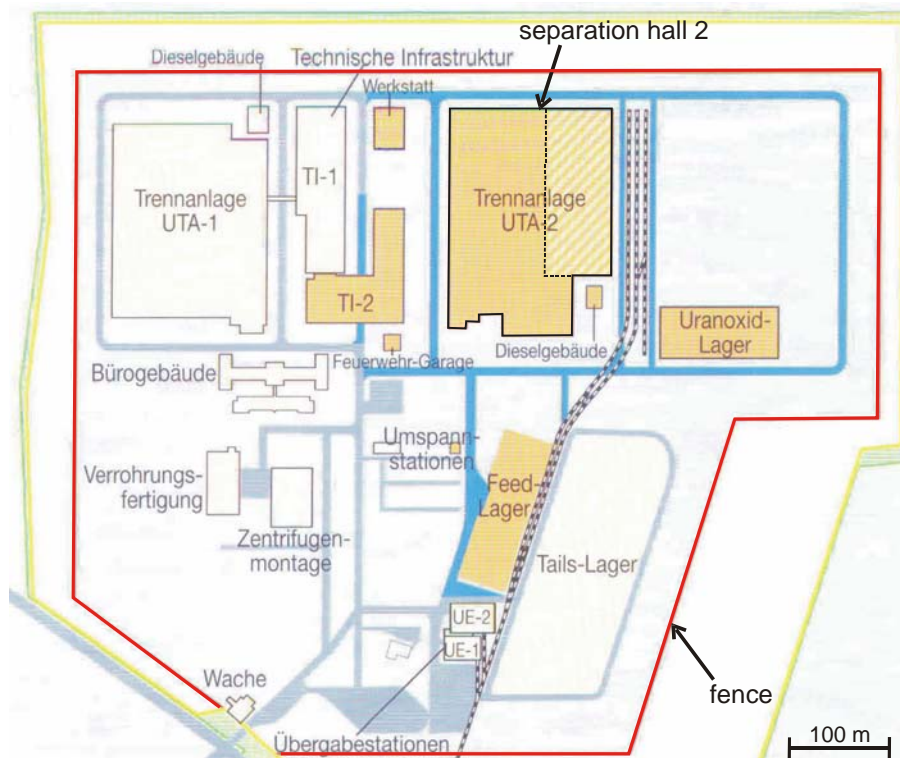 separation hall 2
Dieselgebäude
Technische Infrastruktur
Werkstatt
TI-1
Trennanlage
UTA-1
Trennanlage
UTA-2
TI-2
Uranoxid-
Lager
Dieselgebäude
Feuerwehr-Garage
Bürogebäude
Umspann-
stationen
Verrohrungs-
fertigung
Feed-
Lager
Zentrifugen-
montage
Tails-Lager
UE-2
UE-1
Wache
fence
Übergabestationen
100 m